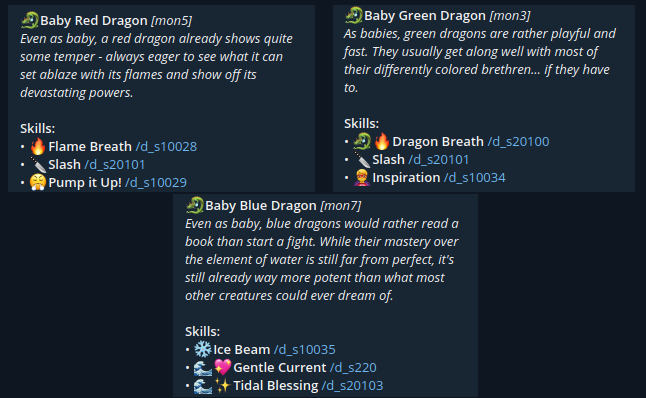 🐉Baby Red Dragon [mon5]
Even as baby, a red dragon already shows quite
some temper - always eager to see what it can
set ablaze with its flames and show off its
devastating powers.
Skills:
• 🔥Flame Breath /d_s10028
• 🔪Slash /d_s20101
• 😤Pump it Up! /d_s10029
🐉Baby Green Dragon [mon3]
As babies, green dragons are rather playful and
fast. They usually get along well with most of
their differently colored brethren... if they have
to.
Skills:
• 🐉🔥Dragon Breath /d_s20100
• 🔪Slash /d_s20101
• Inspiration /d_s10034
🐉Baby Blue Dragon [mon7]
Even as baby, blue dragons would rather read a
book than start a fight. While their mastery over
the element of water is still far from perfect, it's
still already way more potent than what most
other creatures could ever dream of.
Skills:
• ❄️Ice Beam /d_s10035
• 🌊💖Gentle Current /d_s220
• 🌊✨Tidal Blessing /d_s20103